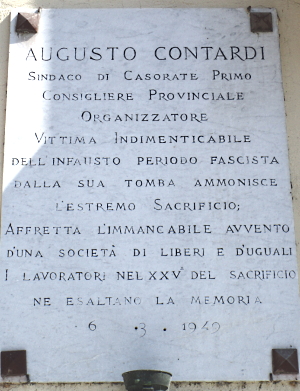 AUGUSTO CONTARDI
SINDACO DI CASORATE PRIMO
CONSIGLIERE PROVINCIALE
ORGANIZZATORE
VITTIMA INDIMENTICABILE
DELL'INFAUSTO PERIODO FASCISTA
DALLA SUA TOMBA AMMONISCE
L'ESTREMO SACRIFICIO;
AFFRETTA L'IMMANCABILE AVVENTO
D'UNA SOCIETÀ DI LIBERI E D'UGUALI
I LAVORATORI NEL XXV° DEL SACRIFICIO
NE ESALTANO LA MEMORIA
6 . 3 . 1949